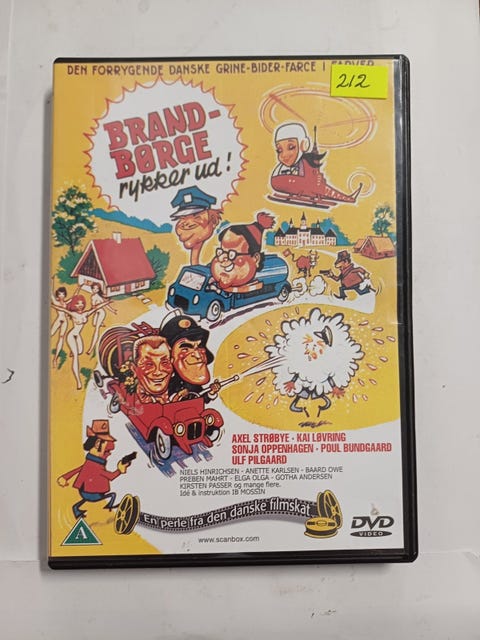 DEN FORRYGENDE DANSKE GRINE-BIDER-FARCE I FARVER
212
BRAND-
BØRGE
rykker ud!
AXEL STRØBYE · KAI LØVRING
SONJA OPPENHAGEN · POUL BUNDGAARD
ULF PILGAARD
NIELS HINRICHSEN - ANETTE KARLSEN - BAARD OWE
PREBEN MAHRT - ELGA OLGA - GOTHA ANDERSEN
KIRSTEN PASSER og mange flere.
Idé & instruktion IB MOSSIN
En perle fra den danske filmskat
A
www.scanbox.com
DVD
VIDEO